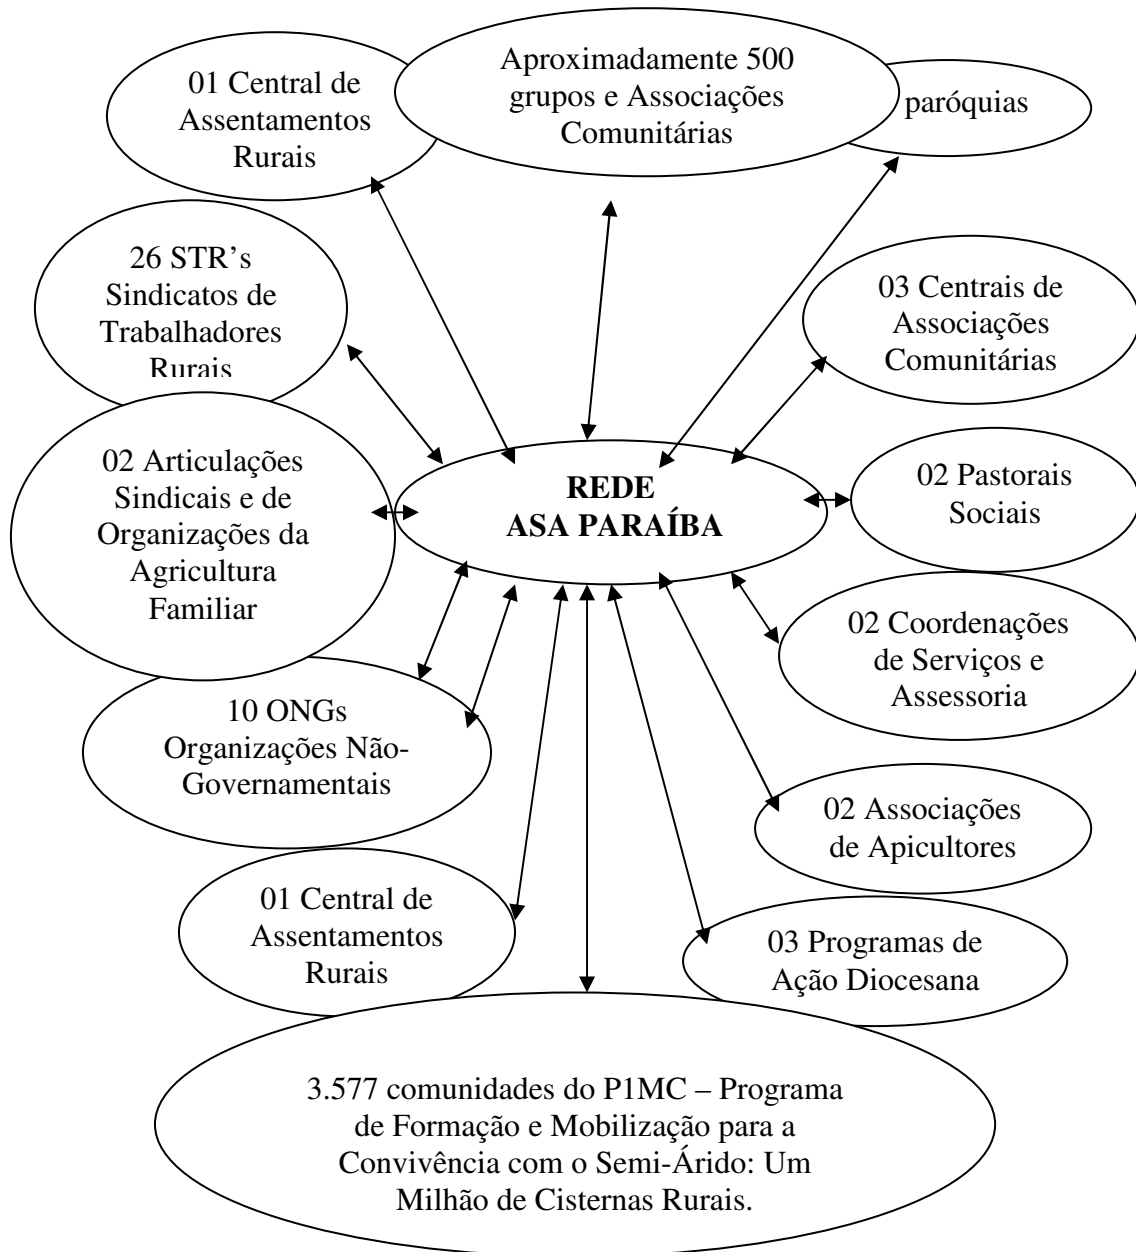 01 Central de
Assentamentos
Rurais
Aproximadamente 500
grupos e Associações
Comunitárias
paróquias
26 STR’s
Sindicatos de
Trabalhadores
Rurais
03 Centrais de
Associações
Comunitárias
02 Articulações
Sindicais e de
Organizações da
Agricultura
Familiar
REDE
ASA PARAÍBA
02 Pastorais
Sociais
02 Coordenações
de Serviços e
Assessoria
10 ONGs
Organizações Não-
Governamentais
02 Associações
de Apicultores
01 Central de
Assentamentos
Rurais
03 Programas de
Ação Diocesana
3.577 comunidades do P1MC – Programa
de Formação e Mobilização para a
Convivência com o Semi-Árido: Um
Milhão de Cisternas Rurais.